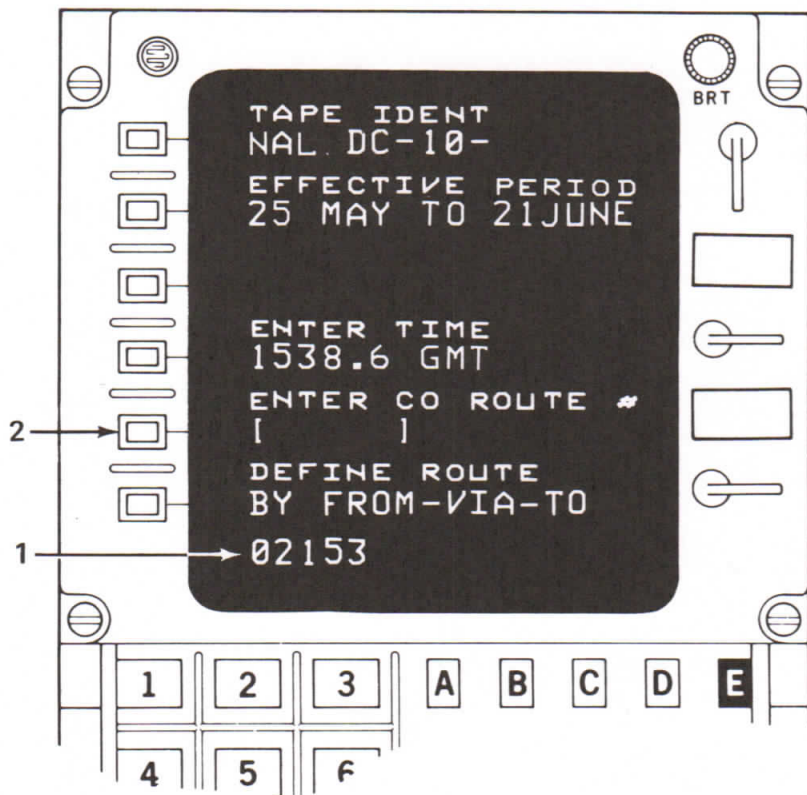 BRT
TAPE IDENT
NAL DC-10-
EFFECTIVE PERIOD
25 MAY TO 21JUNE
ENTER TIME
1538.6 GMT
ENTER CO ROUTE #
[ ]
2
DEFINE ROUTE
BY FROM-VIA-TO
1
02153
1 2 3 A B C D E
4 5 6